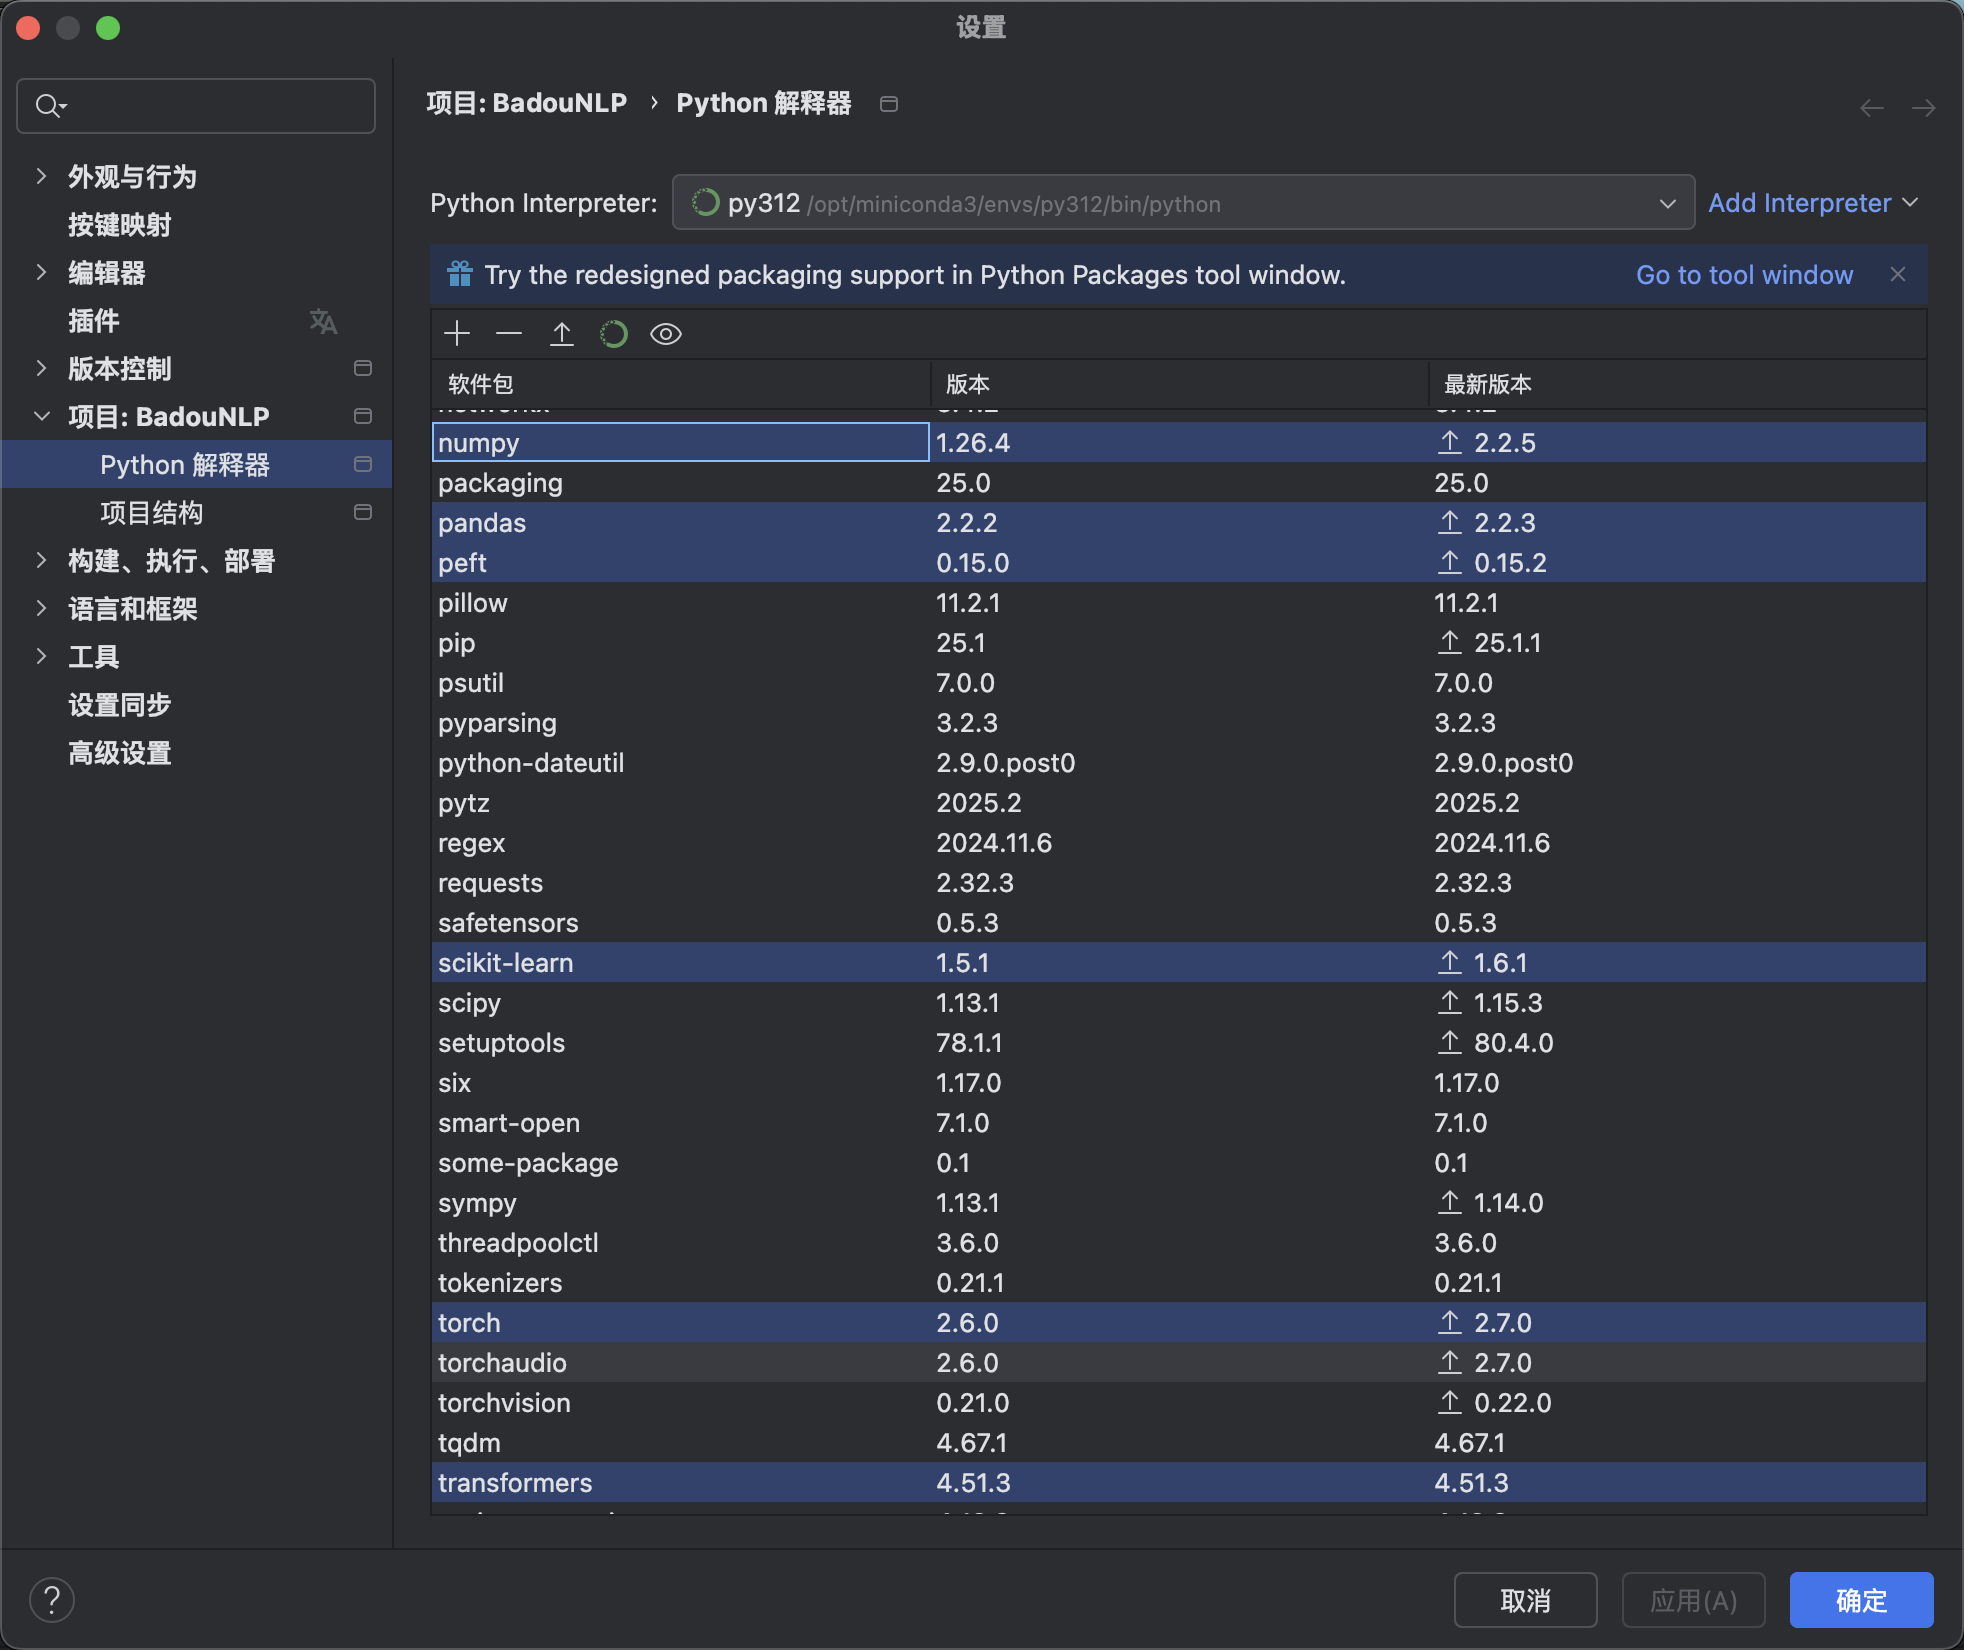 设置
项目: BadouNLP › Python 解释器
外观与行为
按键映射
编辑器
插件
版本控制
项目: BadouNLP
Python 解释器
项目结构
构建、执行、部署
语言和框架
工具
设置同步
高级设置
Python Interpreter: py312 /opt/miniconda3/envs/py312/bin/python Add Interpreter
Try the redesigned packaging support in Python Packages tool window. Go to tool window
软件包 版本 最新版本
numpy 1.26.4 2.2.5
packaging 25.0 25.0
pandas 2.2.2 2.2.3
peft 0.15.0 0.15.2
pillow 11.2.1 11.2.1
pip 25.1 25.1.1
psutil 7.0.0 7.0.0
pyparsing 3.2.3 3.2.3
python-dateutil 2.9.0.post0 2.9.0.post0
pytz 2025.2 2025.2
regex 2024.11.6 2024.11.6
requests 2.32.3 2.32.3
safetensors 0.5.3 0.5.3
scikit-learn 1.5.1 1.6.1
scipy 1.13.1 1.15.3
setuptools 78.1.1 80.4.0
six 1.17.0 1.17.0
smart-open 7.1.0 7.1.0
some-package 0.1 0.1
sympy 1.13.1 1.14.0
threadpoolctl 3.6.0 3.6.0
tokenizers 0.21.1 0.21.1
torch 2.6.0 2.7.0
torchaudio 2.6.0 2.7.0
torchvision 0.21.0 0.22.0
tqdm 4.67.1 4.67.1
transformers 4.51.3 4.51.3
? 取消 应用(A) 确定